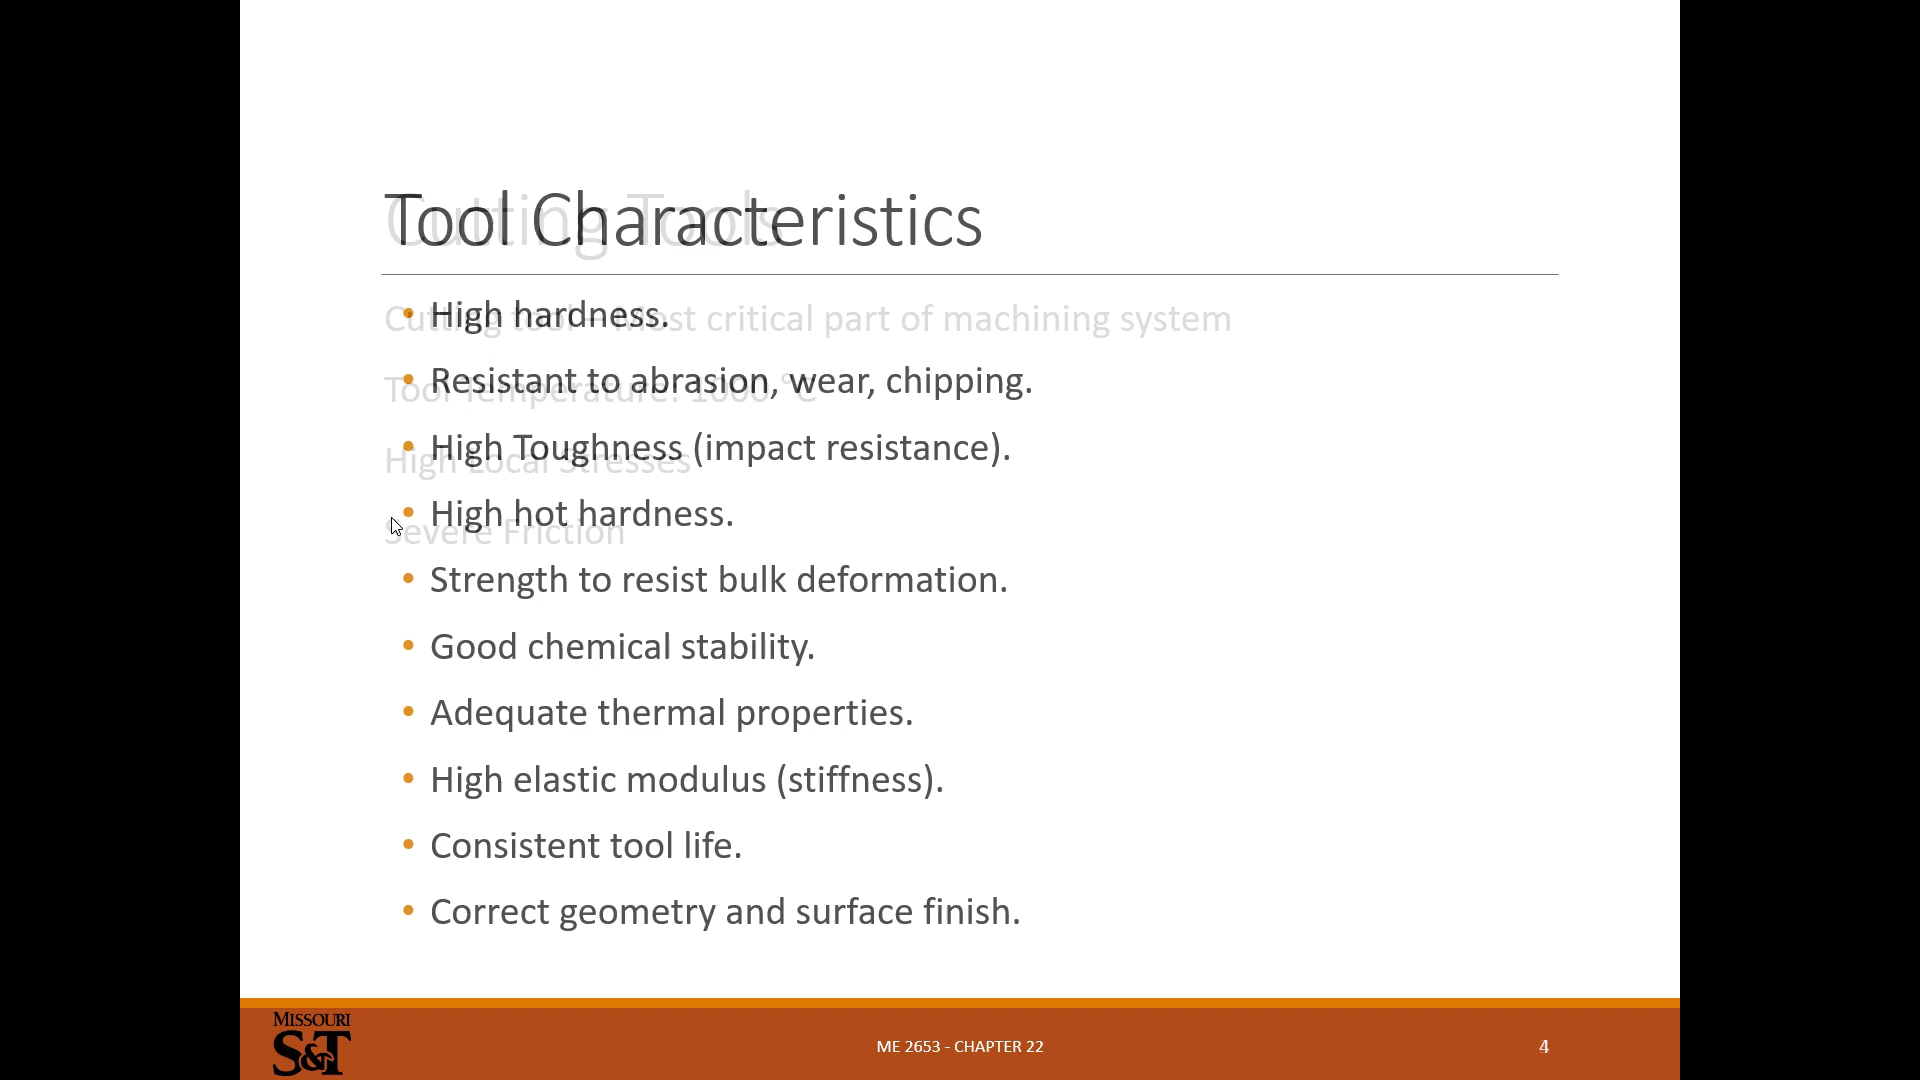 Tool Characteristics
Cutting Tools
• High hardness.
Cutting tool – Most critical part of machining system
• Resistant to abrasion, wear, chipping.
Tool Temperature: 1000 °C
• High Toughness (impact resistance).
High Local Stresses
• High hot hardness.
Severe Friction
• Strength to resist bulk deformation.
• Good chemical stability.
• Adequate thermal properties.
• High elastic modulus (stiffness).
• Consistent tool life.
• Correct geometry and surface finish.
MISSOURI
S&T
ME 2653 - CHAPTER 22
4